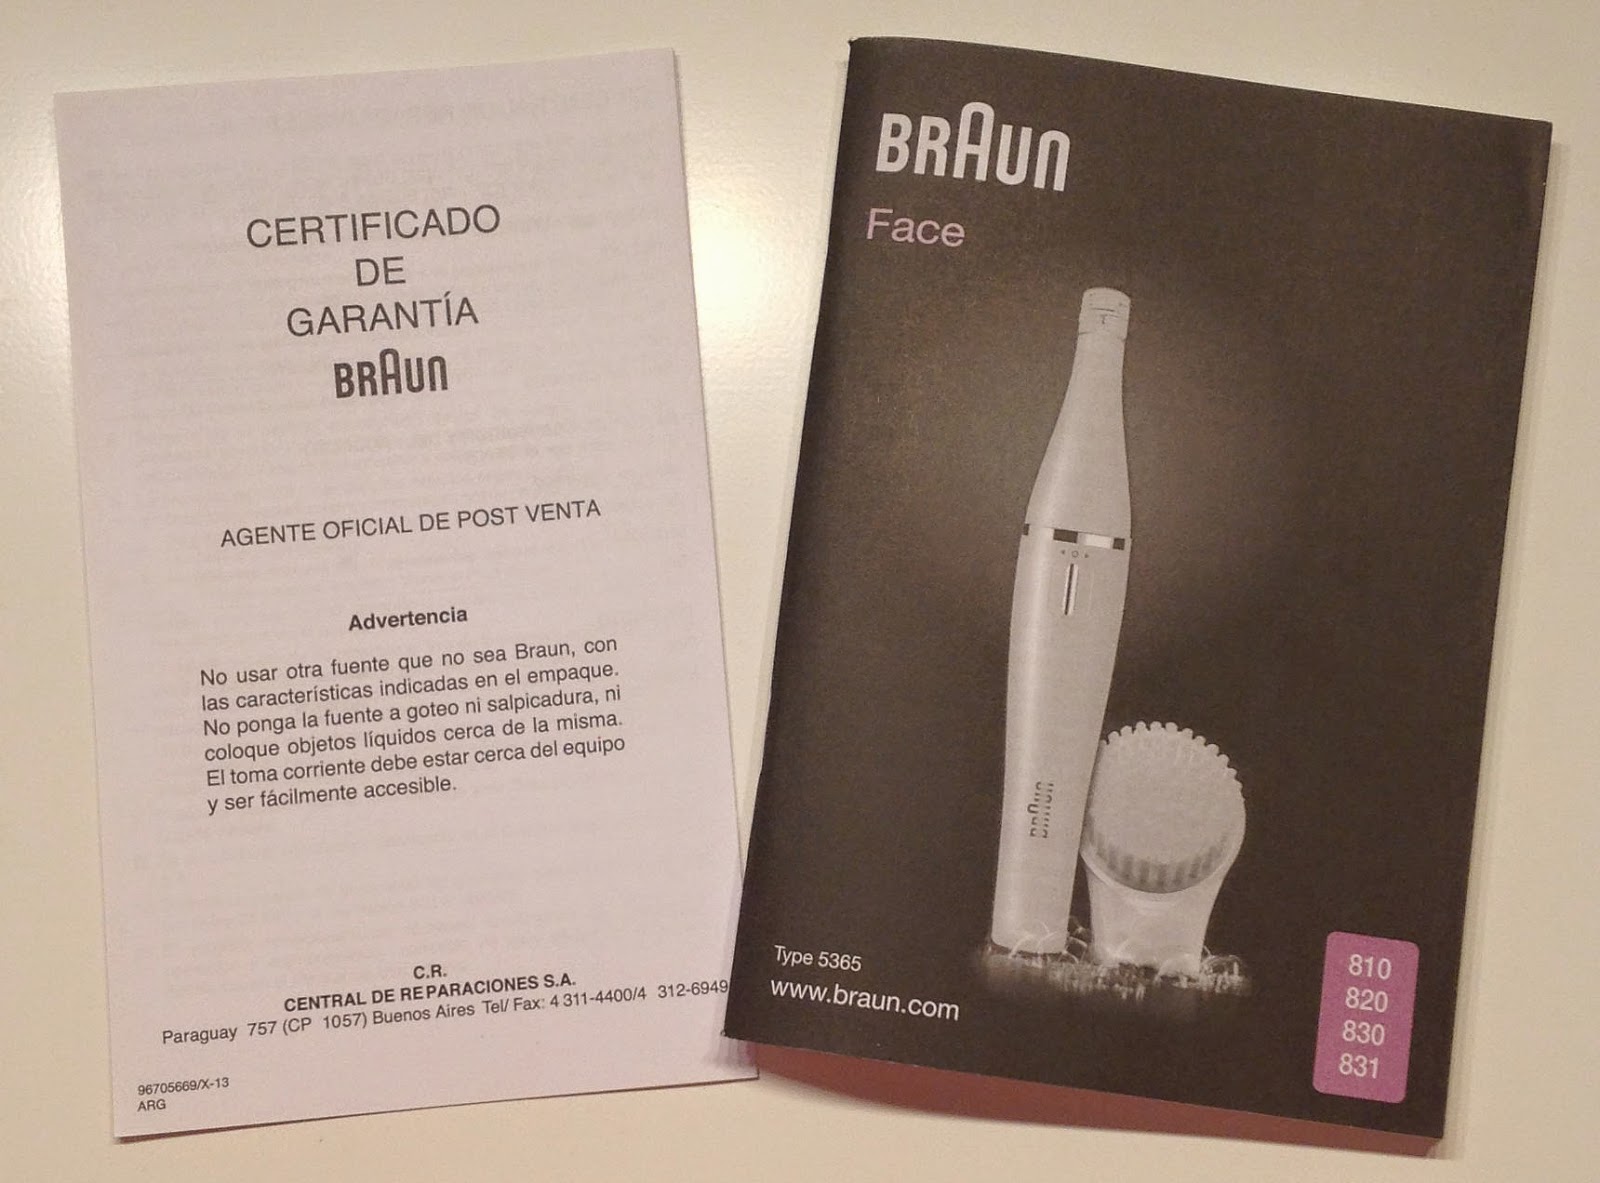 CERTIFICADO
DE
GARANTÍA
BRAUN
AGENTE OFICIAL DE POST VENTA
Advertencia
No usar otra fuente que no sea Braun, con
las características indicadas en el empaque.
No ponga la fuente a goteo ni salpicadura, ni
coloque objetos líquidos cerca de la misma.
El toma corriente debe estar cerca del equipo
y ser fácilmente accesible.
C.R.
CENTRAL DE REPARACIONES S.A.
Paraguay 757 (CP 1057) Buenos Aires Tel/ Fax: 4 311-4400/4 312-6949
96705669/X-13
ARG
BRAUN
Face
BRAUN
Type 5365
www.braun.com
810
820
830
831